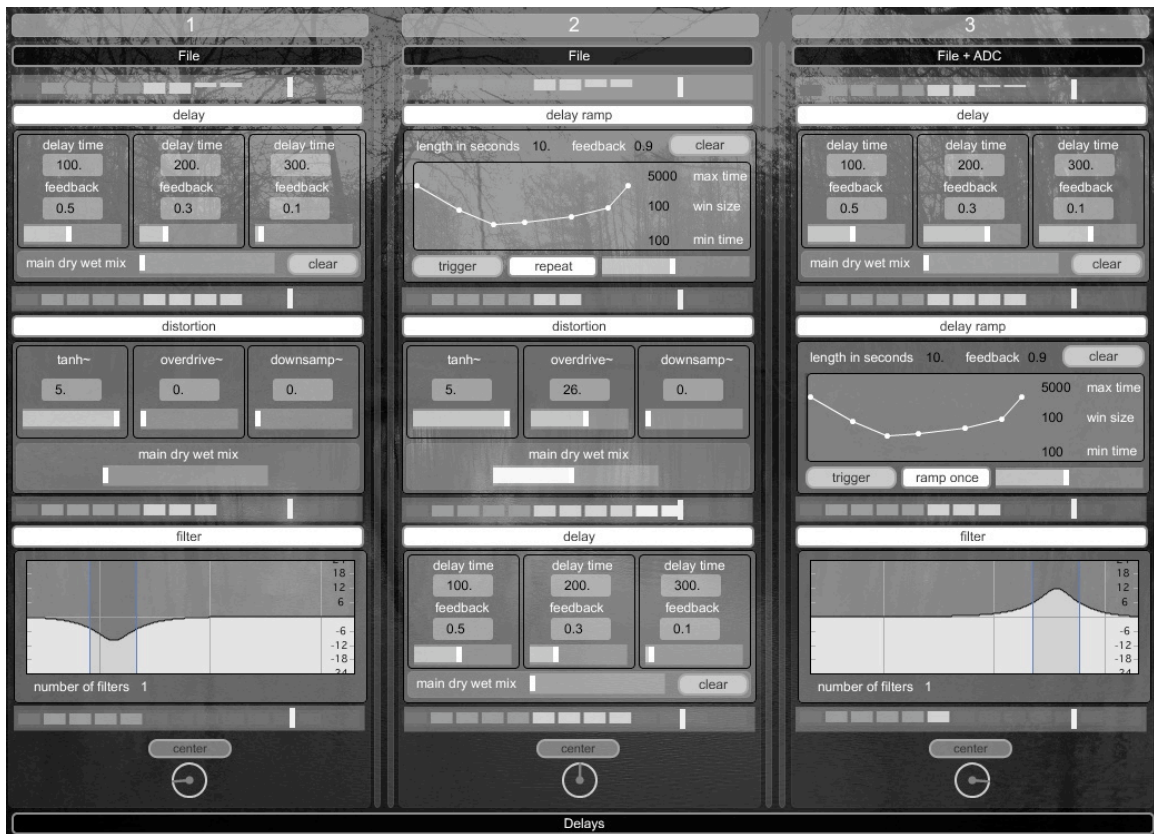 1
File
delay
delay time delay time delay time
100. 200. 300.
feedback feedback feedback
0.5 0.3 0.1
main dry wet mix clear
distortion
tanh~ overdrive~ downsamp~
5. 0. 0.
main dry wet mix
filter
24
18
12
6
-6
-12
-18
24
number of filters 1
center
2
File
delay ramp
length in seconds 10. feedback 0.9 clear
5000 max time
100 win size
100 min time
trigger repeat
distortion
tanh~ overdrive~ downsamp~
5. 26. 0.
main dry wet mix
delay
delay time delay time delay time
100. 200. 300.
feedback feedback feedback
0.5 0.3 0.1
main dry wet mix clear
center
3
File + ADC
delay
delay time delay time delay time
100. 200. 300.
feedback feedback feedback
0.5 0.3 0.1
main dry wet mix clear
delay ramp
length in seconds 10. feedback 0.9 clear
5000 max time
100 win size
100 min time
trigger ramp once
filter
24
18
12
6
-6
-12
-18
24
number of filters 1
center
Delays